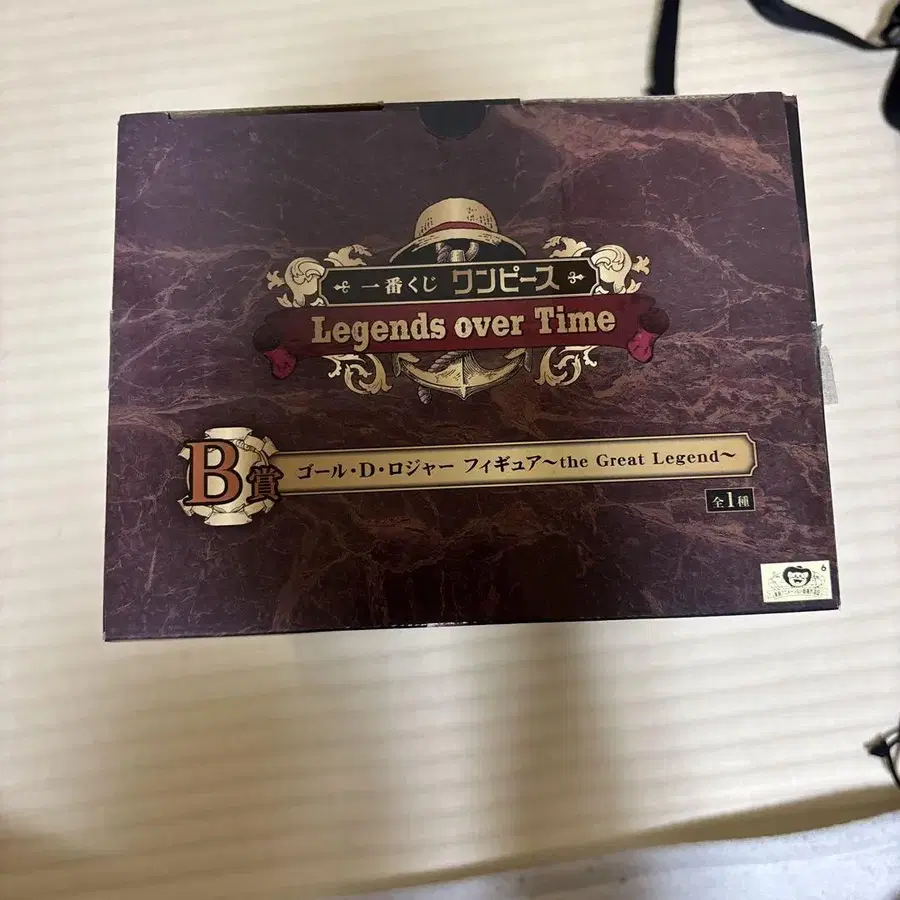 一番くじ ワンピース
Legends over Time
B賞 ゴール・D・ロジャー フィギュア〜the Great Legend〜
全1種
6